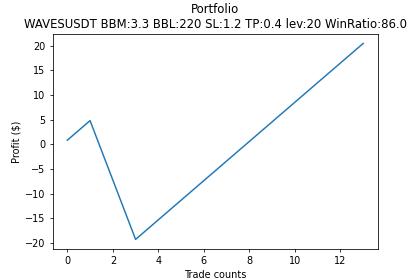 Portfolio
WAVESUSDT BBM:3.3 BBL:220 SL:1.2 TP:0.4 lev:20 WinRatio:86.0
20
15
10
5
0
−5
−10
−15
−20
Profit ($)
0 2 4 6 8 10 12
Trade counts